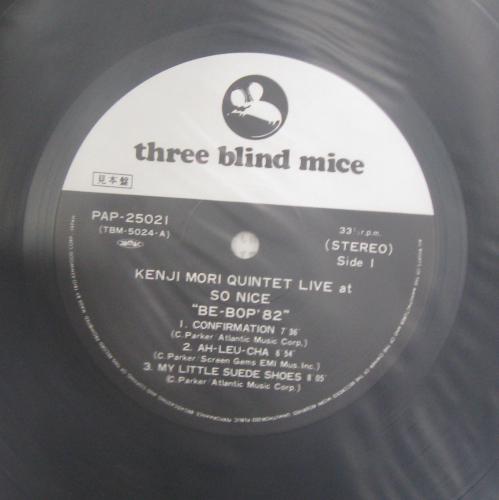 three blind mice
見本盤
PAP-25021
(TBM-5024-A)
33⅓r.p.m.
(STEREO)
Side 1
KENJI MORI QUINTET LIVE at
SO NICE
"BE-BOP'82"
1. CONFIRMATION 7'36"
(C.Parker/Atlantic Music Corp.)
2. AH-LEU-CHA 6'54"
(C.Parker/Screen Gems EMI Mus.Inc.)
3. MY LITTLE SUEDE SHOES 8'05"
(C.Parker/Atlantic Music Corp.)